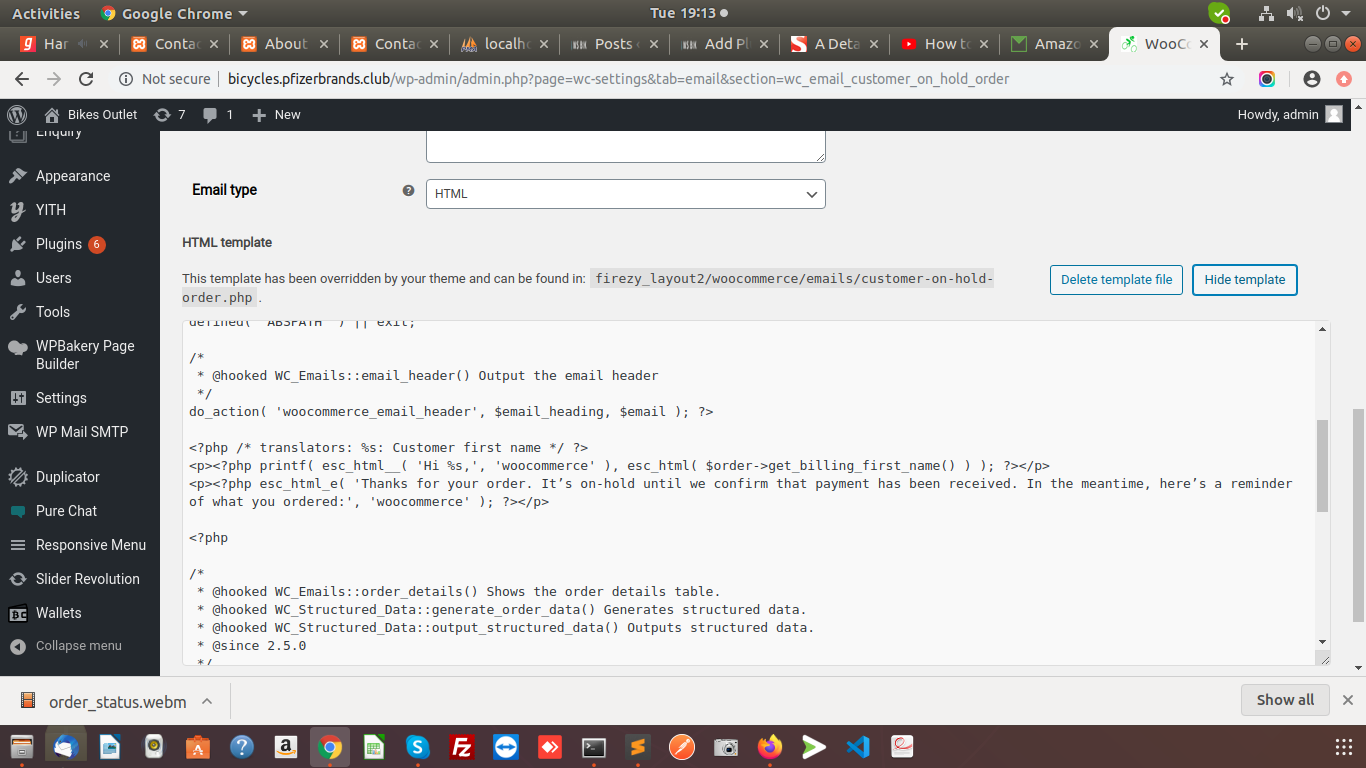 Activities
Google Chrome
Tue 19:13
Har
Conta
About
Conta
localh
Posts
Add Pl
A Deta
How to
Amazo
WooCo
Not secure
bicycles.pfizerbrands.club/wp-admin/admin.php?page=wc-settings&tab=email&section=wc_email_customer_on_hold_order
Bikes Outlet
7
1
New
Howdy, admin
Enquiry
Appearance
YITH
Plugins 6
Users
Tools
WPBakery Page
Builder
Settings
WP Mail SMTP
Duplicator
Pure Chat
Responsive Menu
Slider Revolution
Wallets
Collapse menu
Email type
HTML
HTML template
This template has been overridden by your theme and can be found in: firezy_layout2/woocommerce/emails/customer-on-hold-
order.php .
Delete template file
Hide template
defined( 'ABSPATH' ) || exit;
/*
* @hooked WC_Emails::email_header() Output the email header
*/
do_action( 'woocommerce_email_header', $email_heading, $email ); ?>
<?php /* translators: %s: Customer first name */ ?>
<p><?php printf( esc_html__( 'Hi %s,', 'woocommerce' ), esc_html( $order->get_billing_first_name() ) ); ?></p>
<p><?php esc_html_e( 'Thanks for your order. It’s on-hold until we confirm that payment has been received. In the meantime, here’s a reminder
of what you ordered:', 'woocommerce' ); ?></p>
<?php
/*
* @hooked WC_Emails::order_details() Shows the order details table.
* @hooked WC_Structured_Data::generate_order_data() Generates structured data.
* @hooked WC_Structured_Data::output_structured_data() Outputs structured data.
* @since 2.5.0
*/
order_status.webm
Show all